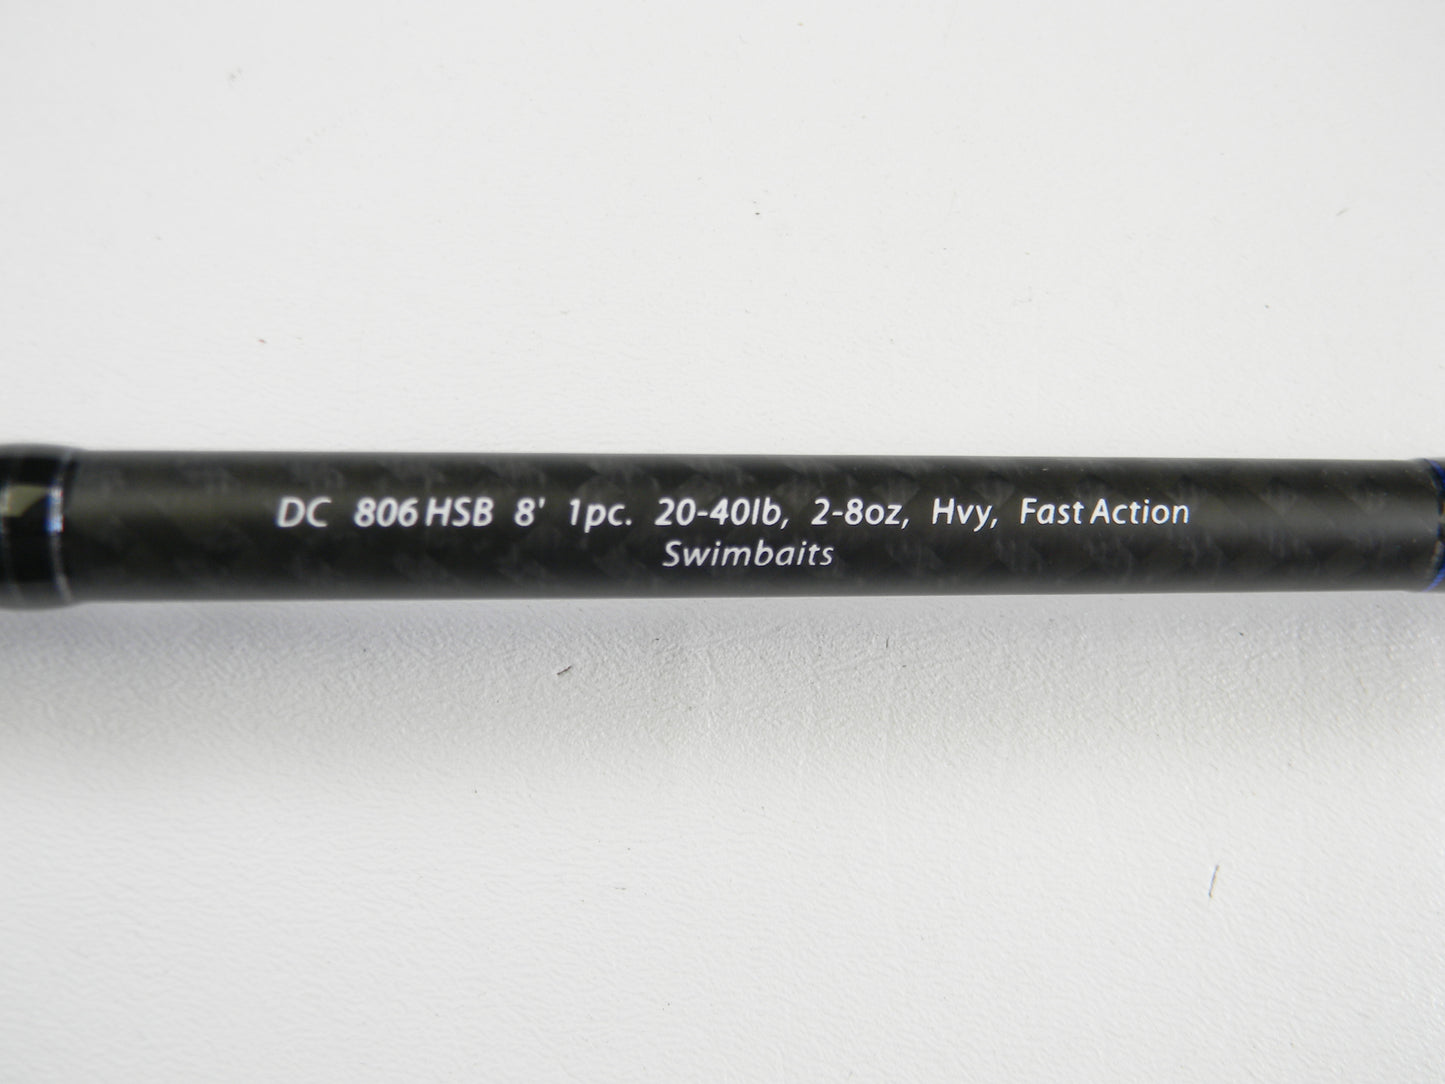 DC 806 HSB 8' 1pc. 20-40lb, 2-8oz, Hvy, Fast Action
Swimbaits